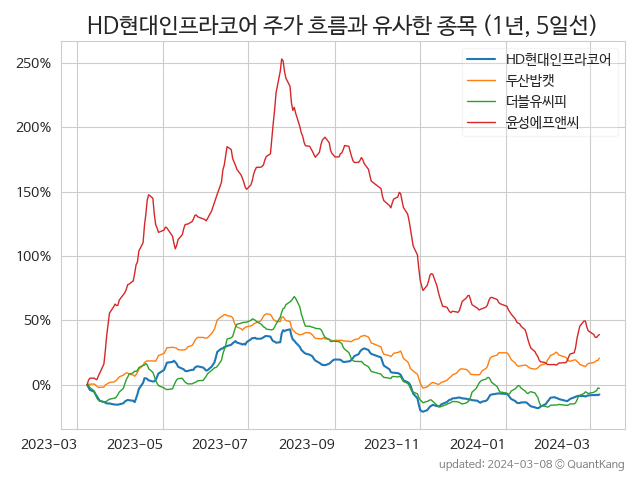 HD현대인프라코어 주가 흐름과 유사한 종목 (1년, 5일선)
HD현대인프라코어
두산밥캣
더블유씨피
윤성에프앤씨
250%
200%
150%
100%
50%
0%
2023-03
2023-05
2023-07
2023-09
2023-11
2024-01
2024-03
updated: 2024-03-08 © QuantKang